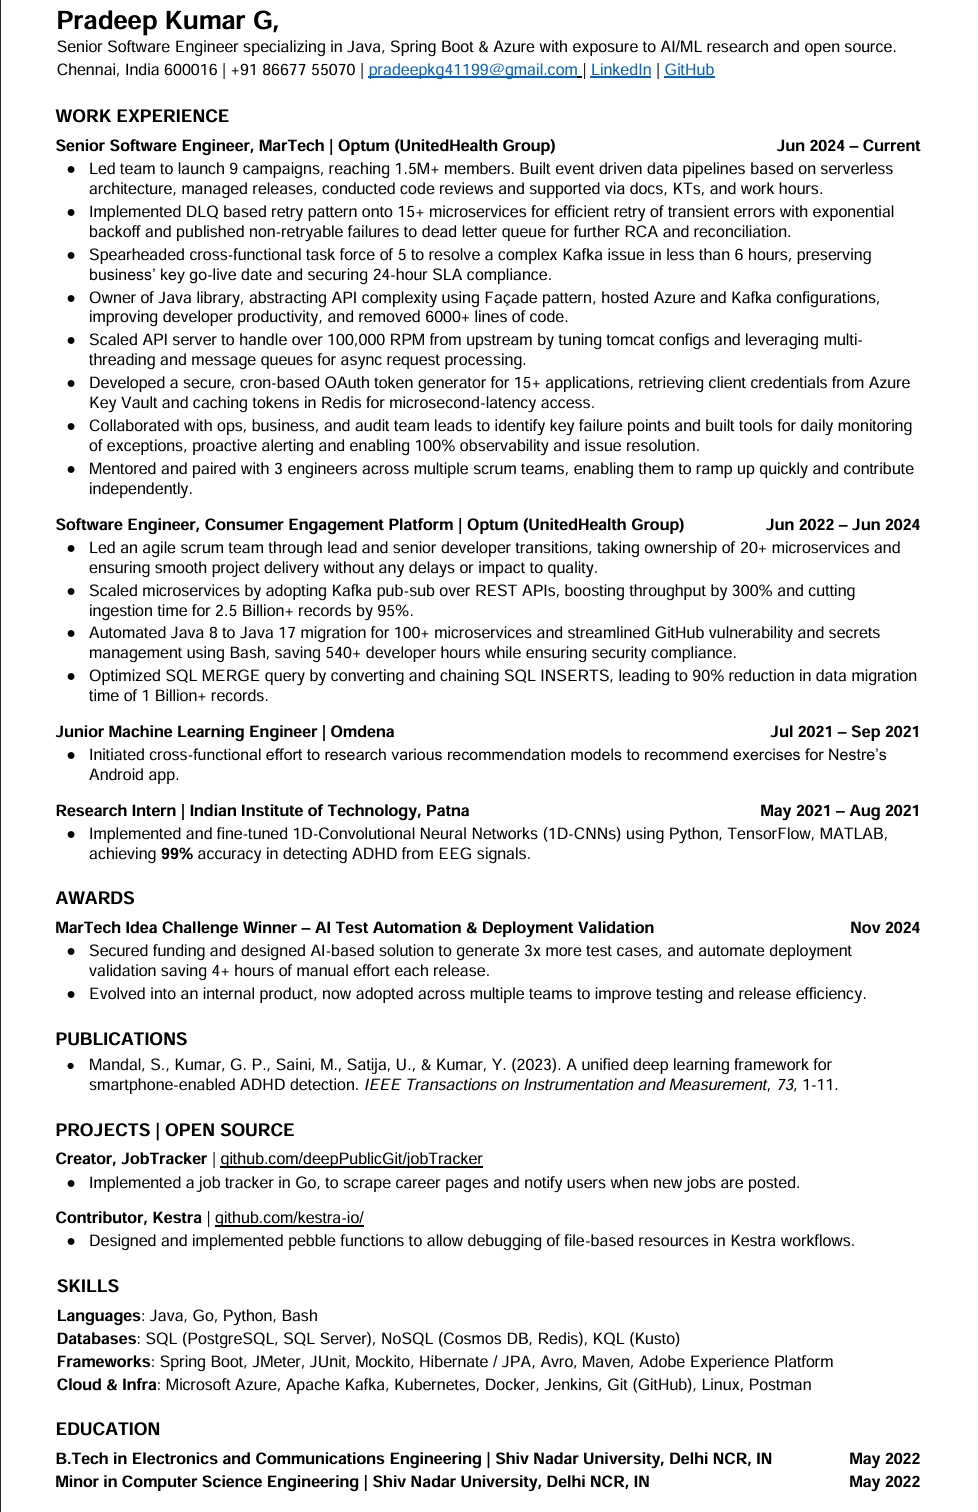 Pradeep Kumar G,
Senior Software Engineer specializing in Java, Spring Boot & Azure with exposure to AI/ML research and open source.
Chennai, India 600016 | +91 86677 55070 | pradeepkg41199@gmail.com | LinkedIn | GitHub
WORK EXPERIENCE
Senior Software Engineer, MarTech | Optum (UnitedHealth Group) Jun 2024 – Current
● Led team to launch 9 campaigns, reaching 1.5M+ members. Built event driven data pipelines based on serverless
architecture, managed releases, conducted code reviews and supported via docs, KTs, and work hours.
● Implemented DLQ based retry pattern onto 15+ microservices for efficient retry of transient errors with exponential
backoff and published non-retryable failures to dead letter queue for further RCA and reconciliation.
● Spearheaded cross-functional task force of 5 to resolve a complex Kafka issue in less than 6 hours, preserving
business' key go-live date and securing 24-hour SLA compliance.
● Owner of Java library, abstracting API complexity using Façade pattern, hosted Azure and Kafka configurations,
improving developer productivity, and removed 6000+ lines of code.
● Scaled API server to handle over 100,000 RPM from upstream by tuning tomcat configs and leveraging multi-
threading and message queues for async request processing.
● Developed a secure, cron-based OAuth token generator for 15+ applications, retrieving client credentials from Azure
Key Vault and caching tokens in Redis for microsecond-latency access.
● Collaborated with ops, business, and audit team leads to identify key failure points and built tools for daily monitoring
of exceptions, proactive alerting and enabling 100% observability and issue resolution.
● Mentored and paired with 3 engineers across multiple scrum teams, enabling them to ramp up quickly and contribute
independently.
Software Engineer, Consumer Engagement Platform | Optum (UnitedHealth Group) Jun 2022 – Jun 2024
● Led an agile scrum team through lead and senior developer transitions, taking ownership of 20+ microservices and
ensuring smooth project delivery without any delays or impact to quality.
● Scaled microservices by adopting Kafka pub-sub over REST APIs, boosting throughput by 300% and cutting
ingestion time for 2.5 Billion+ records by 95%.
● Automated Java 8 to Java 17 migration for 100+ microservices and streamlined GitHub vulnerability and secrets
management using Bash, saving 540+ developer hours while ensuring security compliance.
● Optimized SQL MERGE query by converting and chaining SQL INSERTS, leading to 90% reduction in data migration
time of 1 Billion+ records.
Junior Machine Learning Engineer | Omdena Jul 2021 – Sep 2021
● Initiated cross-functional effort to research various recommendation models to recommend exercises for Nestre's
Android app.
Research Intern | Indian Institute of Technology, Patna May 2021 – Aug 2021
● Implemented and fine-tuned 1D-Convolutional Neural Networks (1D-CNNs) using Python, TensorFlow, MATLAB,
achieving 99% accuracy in detecting ADHD from EEG signals.
AWARDS
MarTech Idea Challenge Winner – AI Test Automation & Deployment Validation Nov 2024
● Secured funding and designed AI-based solution to generate 3x more test cases, and automate deployment
validation saving 4+ hours of manual effort each release.
● Evolved into an internal product, now adopted across multiple teams to improve testing and release efficiency.
PUBLICATIONS
● Mandal, S., Kumar, G. P., Saini, M., Satija, U., & Kumar, Y. (2023). A unified deep learning framework for
smartphone-enabled ADHD detection. IEEE Transactions on Instrumentation and Measurement, 73, 1-11.
PROJECTS | OPEN SOURCE
Creator, JobTracker | github.com/deepPublicGit/jobTracker
● Implemented a job tracker in Go, to scrape career pages and notify users when new jobs are posted.
Contributor, Kestra | github.com/kestra-io/
● Designed and implemented pebble functions to allow debugging of file-based resources in Kestra workflows.
SKILLS
Languages: Java, Go, Python, Bash
Databases: SQL (PostgreSQL, SQL Server), NoSQL (Cosmos DB, Redis), KQL (Kusto)
Frameworks: Spring Boot, JMeter, JUnit, Mockito, Hibernate / JPA, Avro, Maven, Adobe Experience Platform
Cloud & Infra: Microsoft Azure, Apache Kafka, Kubernetes, Docker, Jenkins, Git (GitHub), Linux, Postman
EDUCATION
B.Tech in Electronics and Communications Engineering | Shiv Nadar University, Delhi NCR, IN May 2022
Minor in Computer Science Engineering | Shiv Nadar University, Delhi NCR, IN May 2022